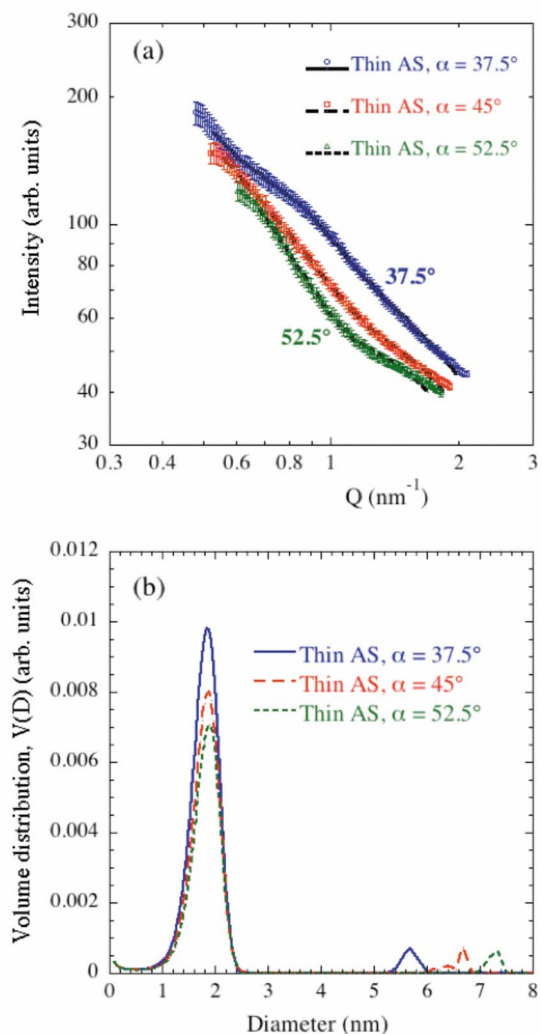 300
(a)
Thin AS, α = 37.5°
200
Thin AS, α = 45°
Thin AS, α = 52.5°
100
80
60
40
30
37.5°
52.5°
Intensity (arb. units)
0.3 0.4 0.6 0.8 1 2 3
Q (nm⁻¹)
0.012
(b)
0.01
Thin AS, α = 37.5°
Thin AS, α = 45°
0.008
Thin AS, α = 52.5°
0.006
0.004
0.002
0
Volume distribution, V(D) (arb. units)
0 1 2 3 4 5 6 7 8
Diameter (nm)